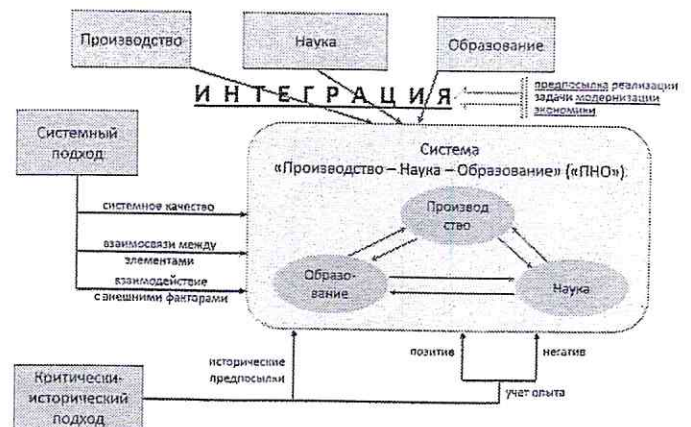 Производство
Наука
Образование
ИНТЕГРАЦИЯ
предпосылка реализации
задачи модернизации
экономики
Системный
подход
Система
«Производство – Наука – Образование» («ПНО»)
системное качество
взаимосвязи между
элементами
взаимодействие
с внешними факторами
Производ
ство
Образо-
вание
Наука
исторические
предпосылки
позитив
негатив
учет опыта
Критически-
исторический
подход